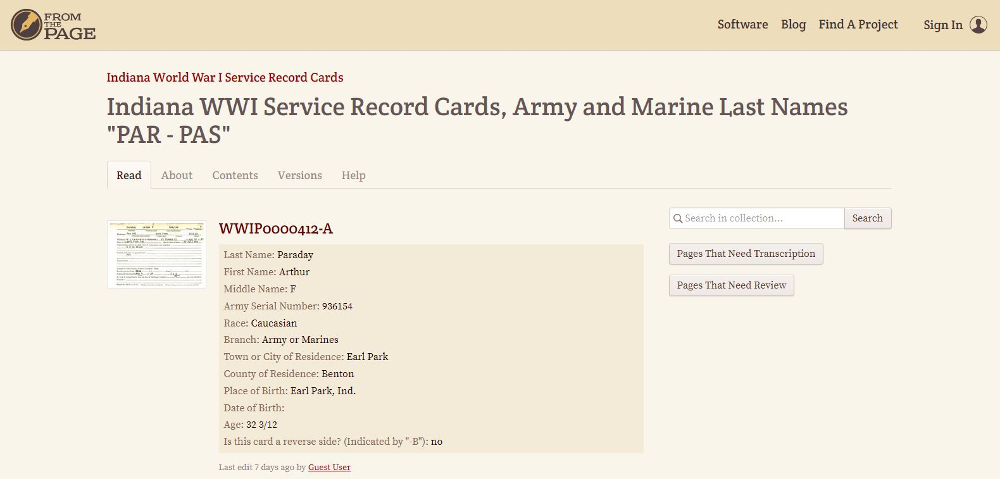 FROM
THE
PAGE
Software Blog Find A Project Sign In
Indiana World War I Service Record Cards
Indiana WWI Service Record Cards, Army and Marine Last Names
"PAR - PAS"
Read About Contents Versions Help
Search in collection... Search
WWIP0000412-A
Last Name: Paraday
Pages That Need Transcription
First Name: Arthur
Middle Name: F
Pages That Need Review
Army Serial Number: 936154
Race: Caucasian
Branch: Army or Marines
Town or City of Residence: Earl Park
County of Residence: Benton
Place of Birth: Earl Park, Ind.
Date of Birth:
Age: 32 3/12
Is this card a reverse side? (Indicated by "-B"): no
Last edit 7 days ago by Guest User